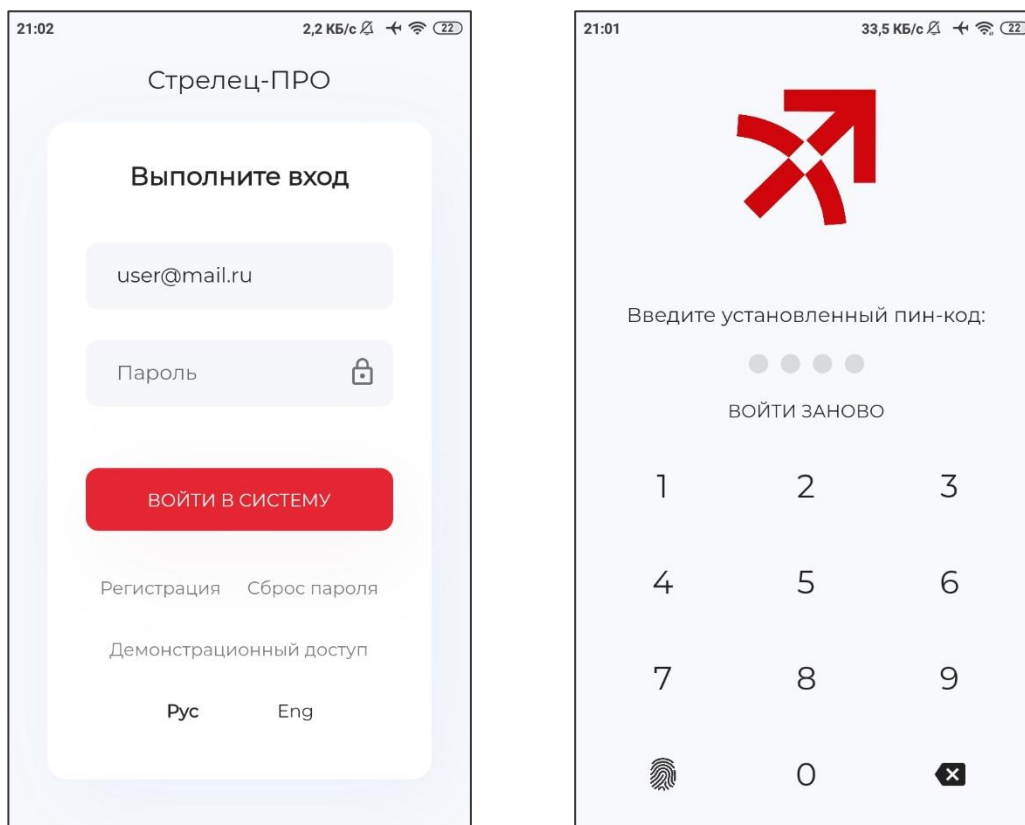 21:02 2,2 КБ/с 22
Стрелец-ПРО
Выполните вход
user@mail.ru
Пароль
ВОЙТИ В СИСТЕМУ
Регистрация Сброс пароля
Демонстрационный доступ
Рус Eng
21:01 33,5 КБ/с 22
Введите установленный пин-код:
ВОЙТИ ЗАНОВО
1 2 3
4 5 6
7 8 9
0